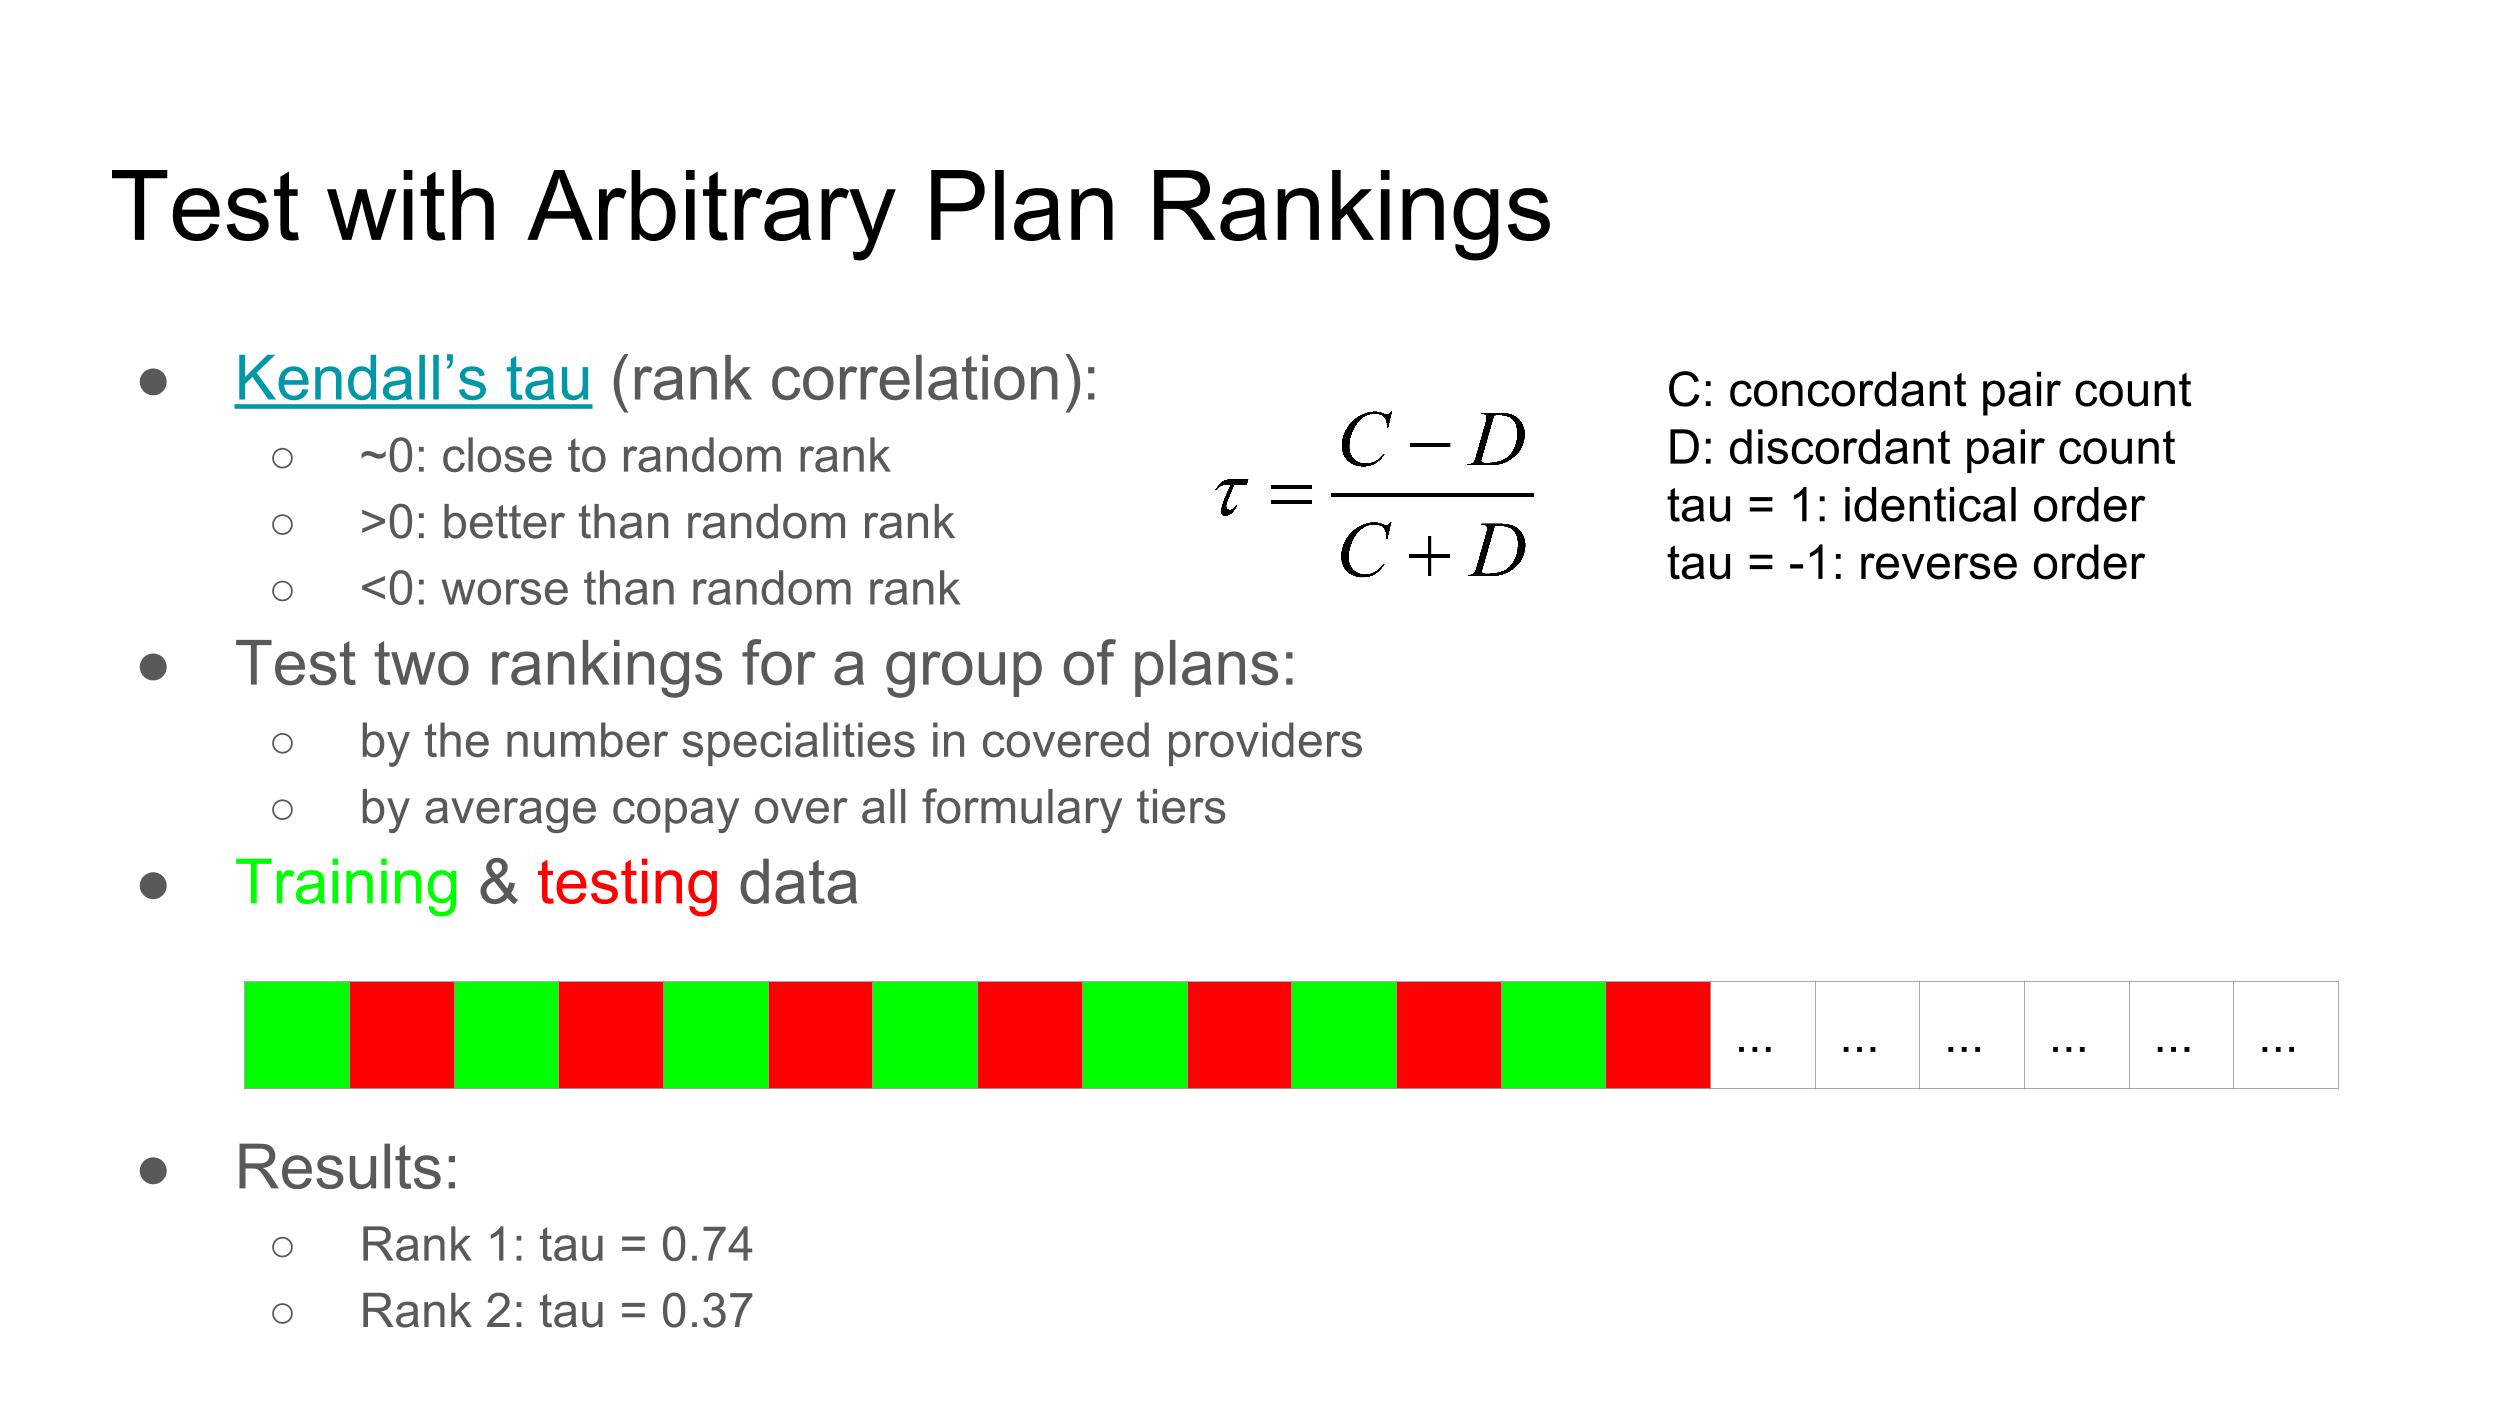 Test with Arbitrary Plan Rankings
● Kendall's tau (rank correlation):
○ ~0: close to random rank
○ >0: better than random rank
○ <0: worse than random rank
τ = (C − D) / (C + D)
C: concordant pair count
D: discordant pair count
tau = 1: identical order
tau = -1: reverse order
● Test two rankings for a group of plans:
○ by the number specialities in covered providers
○ by average copay over all formulary tiers
● Training & testing data
... ... ... ... ... ...
● Results:
○ Rank 1: tau = 0.74
○ Rank 2: tau = 0.37